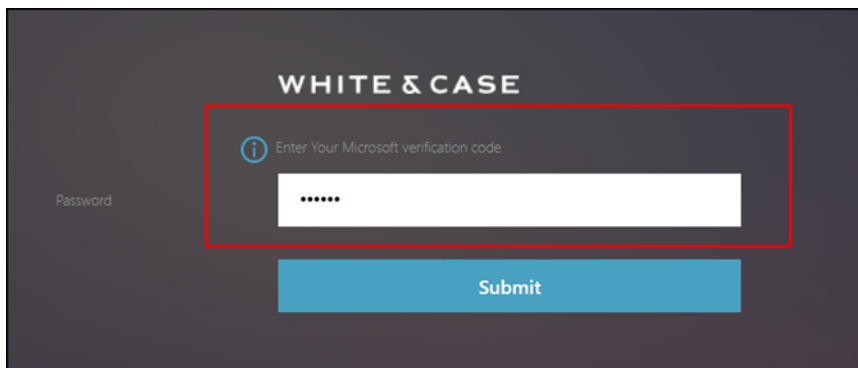 WHITE & CASE
Enter Your Microsoft verification code
Password
••••••
Submit